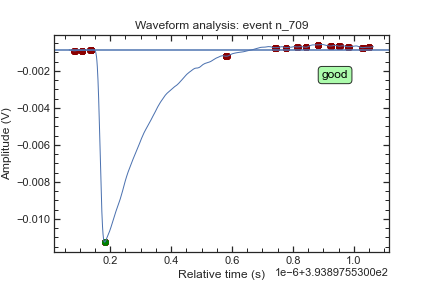 Waveform analysis: event n_709
Amplitude (V)
−0.002
−0.004
−0.006
−0.008
−0.010
good
0.2 0.4 0.6 0.8 1.0
Relative time (s) 1e−6+3.9389755300e2